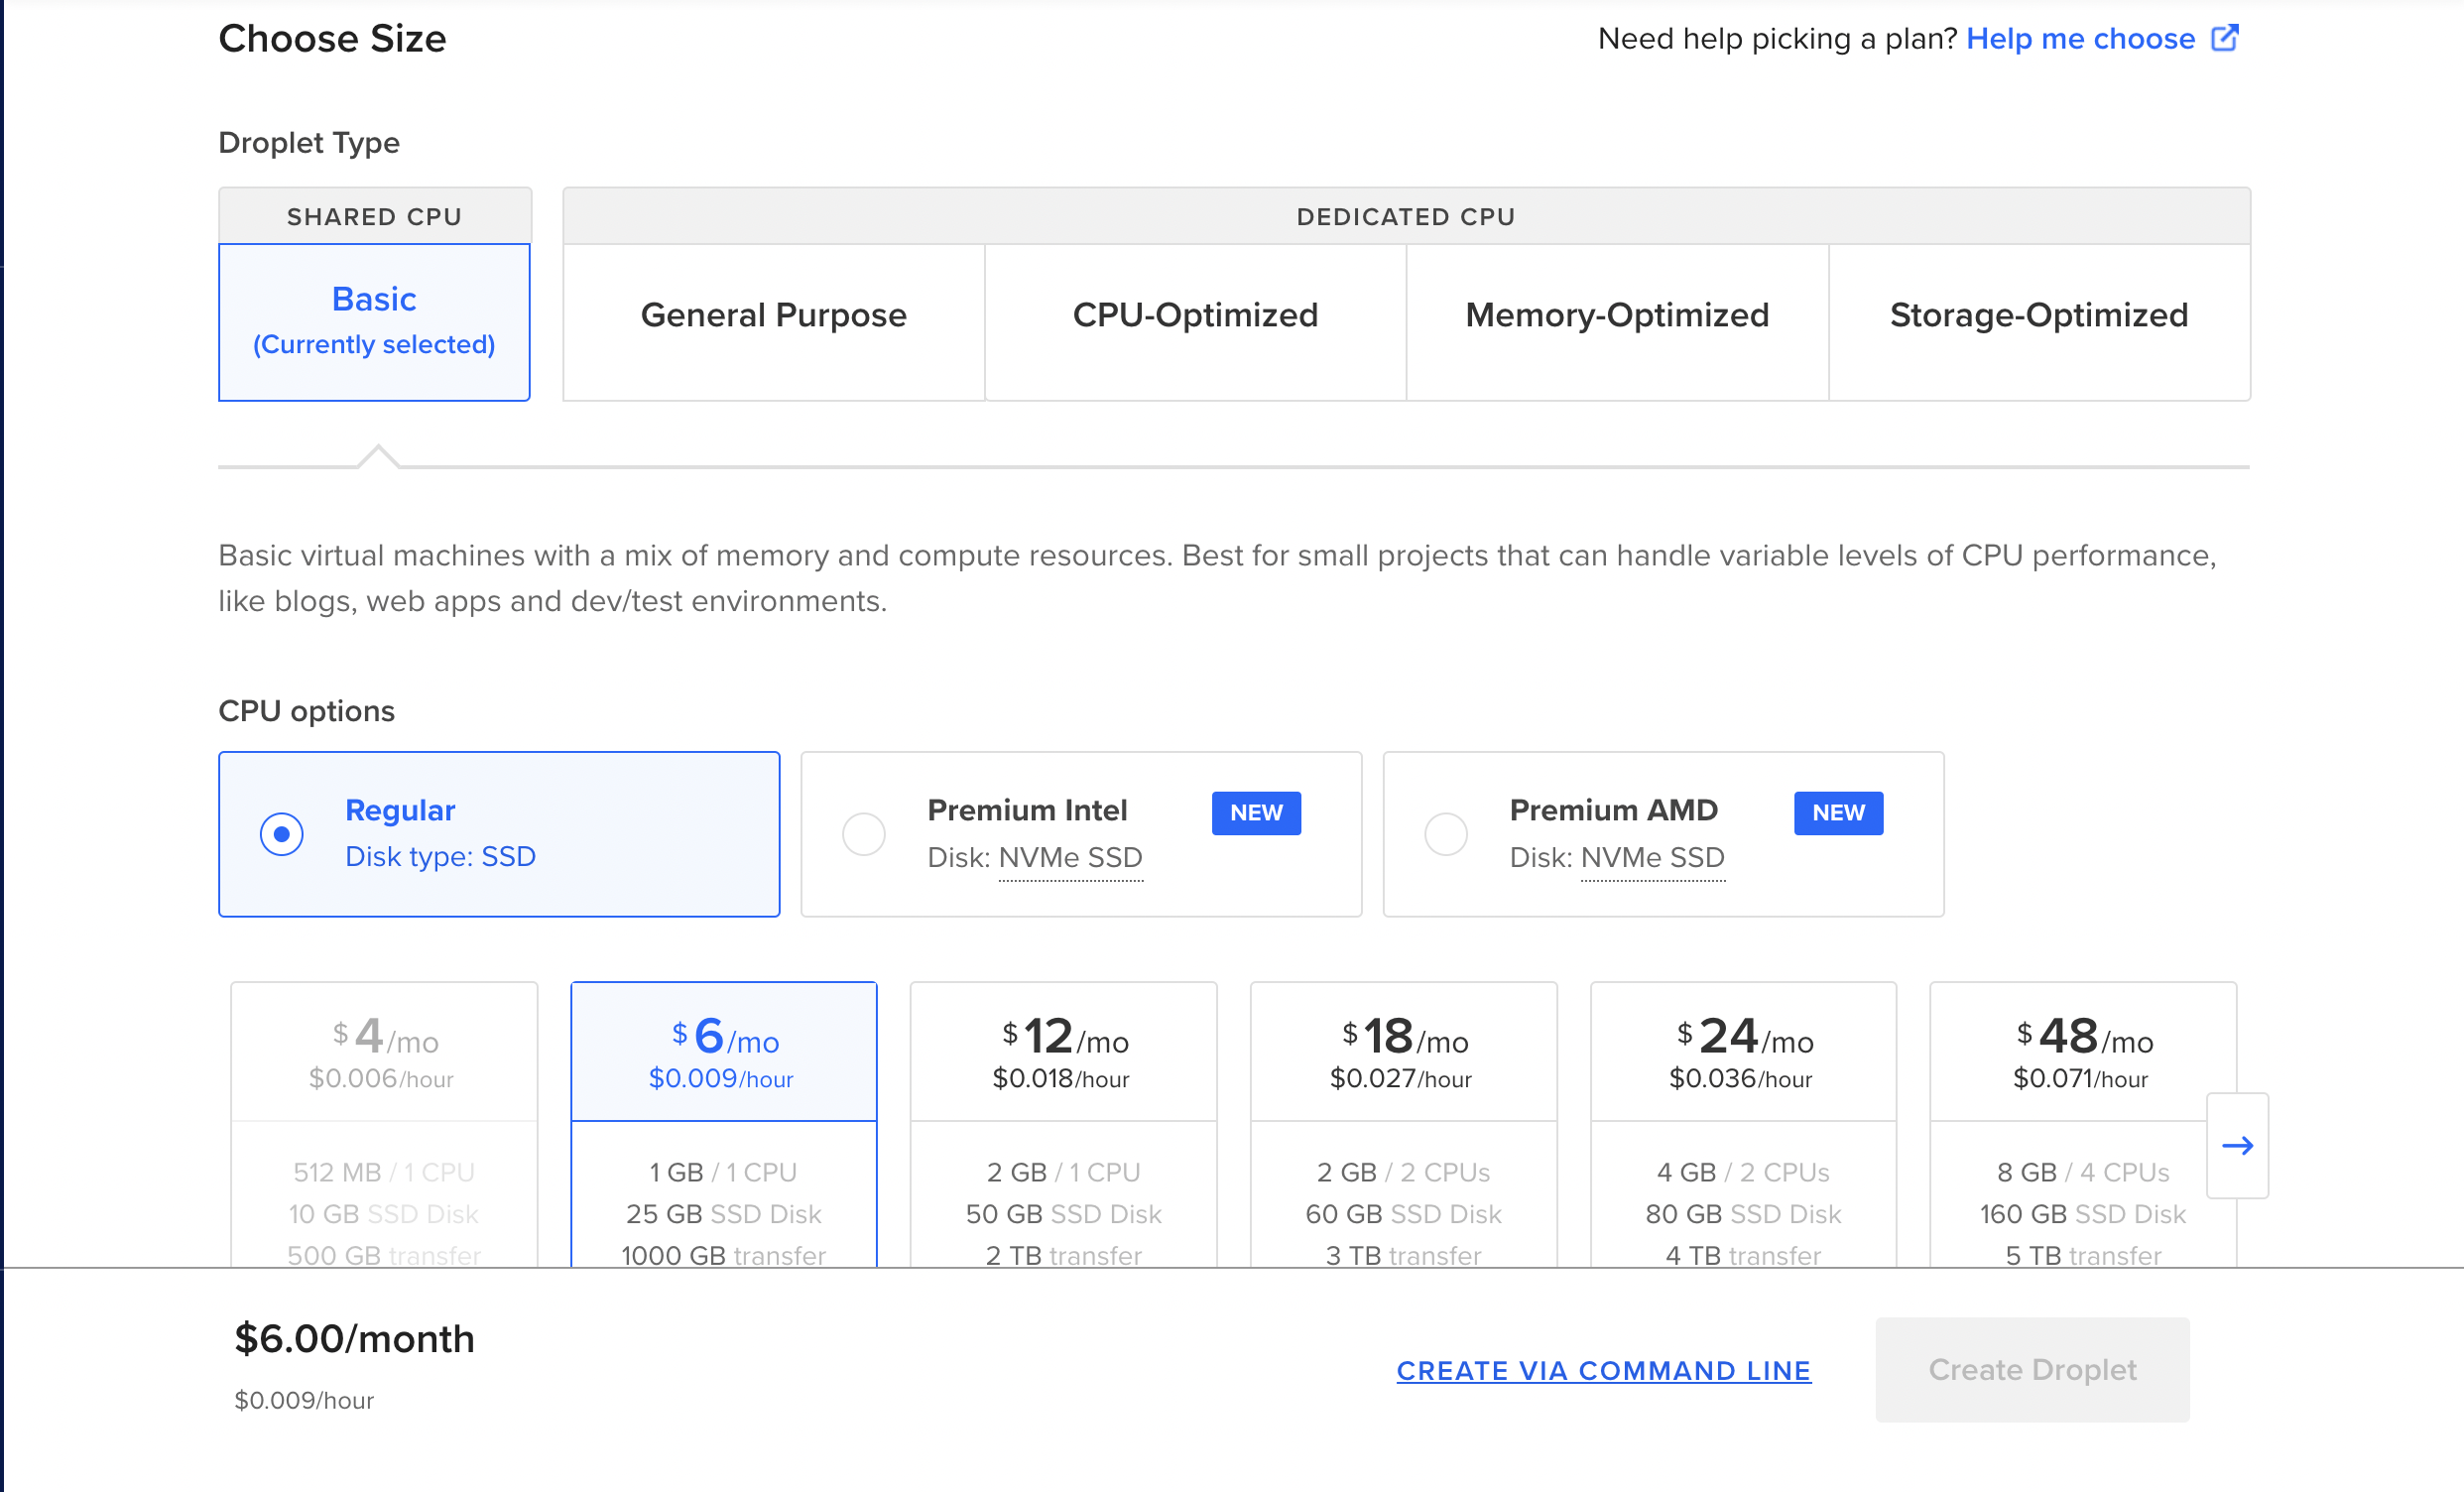 Choose Size
Need help picking a plan? Help me choose
Droplet Type
SHARED CPU
DEDICATED CPU
Basic
(Currently selected)
General Purpose
CPU-Optimized
Memory-Optimized
Storage-Optimized
Basic virtual machines with a mix of memory and compute resources. Best for small projects that can handle variable levels of CPU performance,
like blogs, web apps and dev/test environments.
CPU options
Regular
Disk type: SSD
Premium Intel
NEW
Disk: NVMe SSD
Premium AMD
NEW
Disk: NVMe SSD
$4/mo
$0.006/hour
512 MB / 1 CPU
10 GB SSD Disk
500 GB transfer
$6/mo
$0.009/hour
1 GB / 1 CPU
25 GB SSD Disk
1000 GB transfer
$12/mo
$0.018/hour
2 GB / 1 CPU
50 GB SSD Disk
2 TB transfer
$18/mo
$0.027/hour
2 GB / 2 CPUs
60 GB SSD Disk
3 TB transfer
$24/mo
$0.036/hour
4 GB / 2 CPUs
80 GB SSD Disk
4 TB transfer
$48/mo
$0.071/hour
8 GB / 4 CPUs
160 GB SSD Disk
5 TB transfer
$6.00/month
$0.009/hour
CREATE VIA COMMAND LINE
Create Droplet